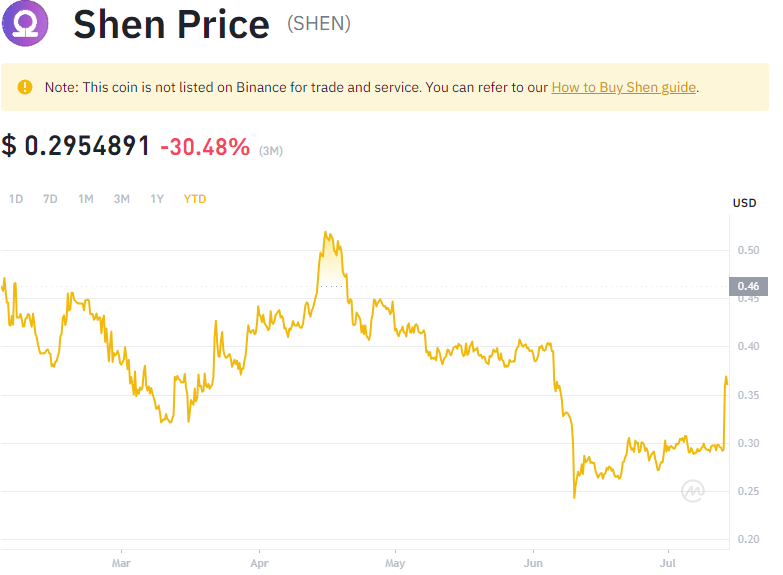 Shen Price (SHEN)
Note: This coin is not listed on Binance for trade and service. You can refer to our How to Buy Shen guide.
$ 0.2954891 -30.48% (3M)
1D 7D 1M 3M 1Y YTD
USD
0.50
0.46
0.45
0.40
0.35
0.30
0.25
0.20
Mar Apr May Jun Jul